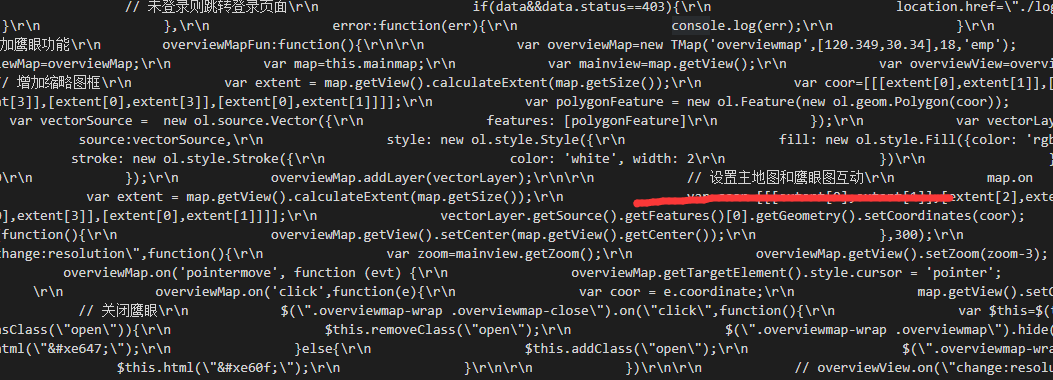 // 未登录则跳转登录页面\r\n                    if(data&&data.status==403){\r\n                        location.href=\"./log
}\r\n                },\r\n                error:function(err){\r\n                    console.log(err);\r\n                }\r\n
加鹰眼功能\r\n        overviewMapFun:function(){\r\n\r\n            var overviewMap=new TMap('overviewmap',[120.349,30.34],18,'emp');
ewMap=overviewMap;\r\n            var map=this.mainmap;\r\n            var mainview=map.getView();\r\n            var overviewView=overvi
// 增加缩略图框\r\n            var extent = map.getView().calculateExtent(map.getSize());\r\n            var coor=[[[extent[0],extent[1]],[
nt[3]],[extent[0],extent[3]],[extent[0],extent[1]]]];\r\n            var polygonFeature = new ol.Feature(new ol.geom.Polygon(coor));
var vectorSource =  new ol.source.Vector({\r\n                features: [polygonFeature]\r\n            });\r\n            var vectorLay
source:vectorSource,\r\n                style: new ol.style.Style({\r\n                    fill: new ol.style.Fill({color: 'rgb
stroke: new ol.style.Stroke({\r\n                        color: 'white', width: 2\r\n                    })\r\n                }
});\r\n            overviewMap.addLayer(vectorLayer);\r\n\r\n            // 设置主地图和鹰眼图互动\r\n            map.on
var extent = map.getView().calculateExtent(map.getSize());\r\n                var coor=[[[extent[0],extent[1]],[extent[2],exte
0],extent[3]],[extent[0],extent[1]]]];\r\n                vectorLayer.getSource().getFeatures()[0].getGeometry().setCoordinates(coor);
function(){\r\n                    overviewMap.getView().setCenter(map.getView().getCenter());\r\n                },300);\r\n
change:resolution\",function(){\r\n                var zoom=mainview.getZoom();\r\n                overviewMap.getView().setZoom(zoom-3);
overviewMap.on('pointermove', function (evt) {\r\n                overviewMap.getTargetElement().style.cursor = 'pointer';
\r\n            overviewMap.on('click',function(e){\r\n                var coor = e.coordinate;\r\n                map.getView().setC
// 关闭鹰眼\r\n            $(\".overviewmap-wrap .overviewmap-close\").on(\"click\",function(){\r\n                var $this=$(t
asClass(\"open\")){\r\n                    $this.removeClass(\"open\");\r\n                    $(\".overviewmap-wrap .overviewmap\").hide(
html(\"&#xe647;\");\r\n                }else{\r\n                    $this.addClass(\"open\");\r\n                    $(\".overviewmap-wra
$this.html(\"&#xe60f;\");\r\n                }\r\n\r\n            })\r\n\r\n            // overviewView.on(\"change:resolu